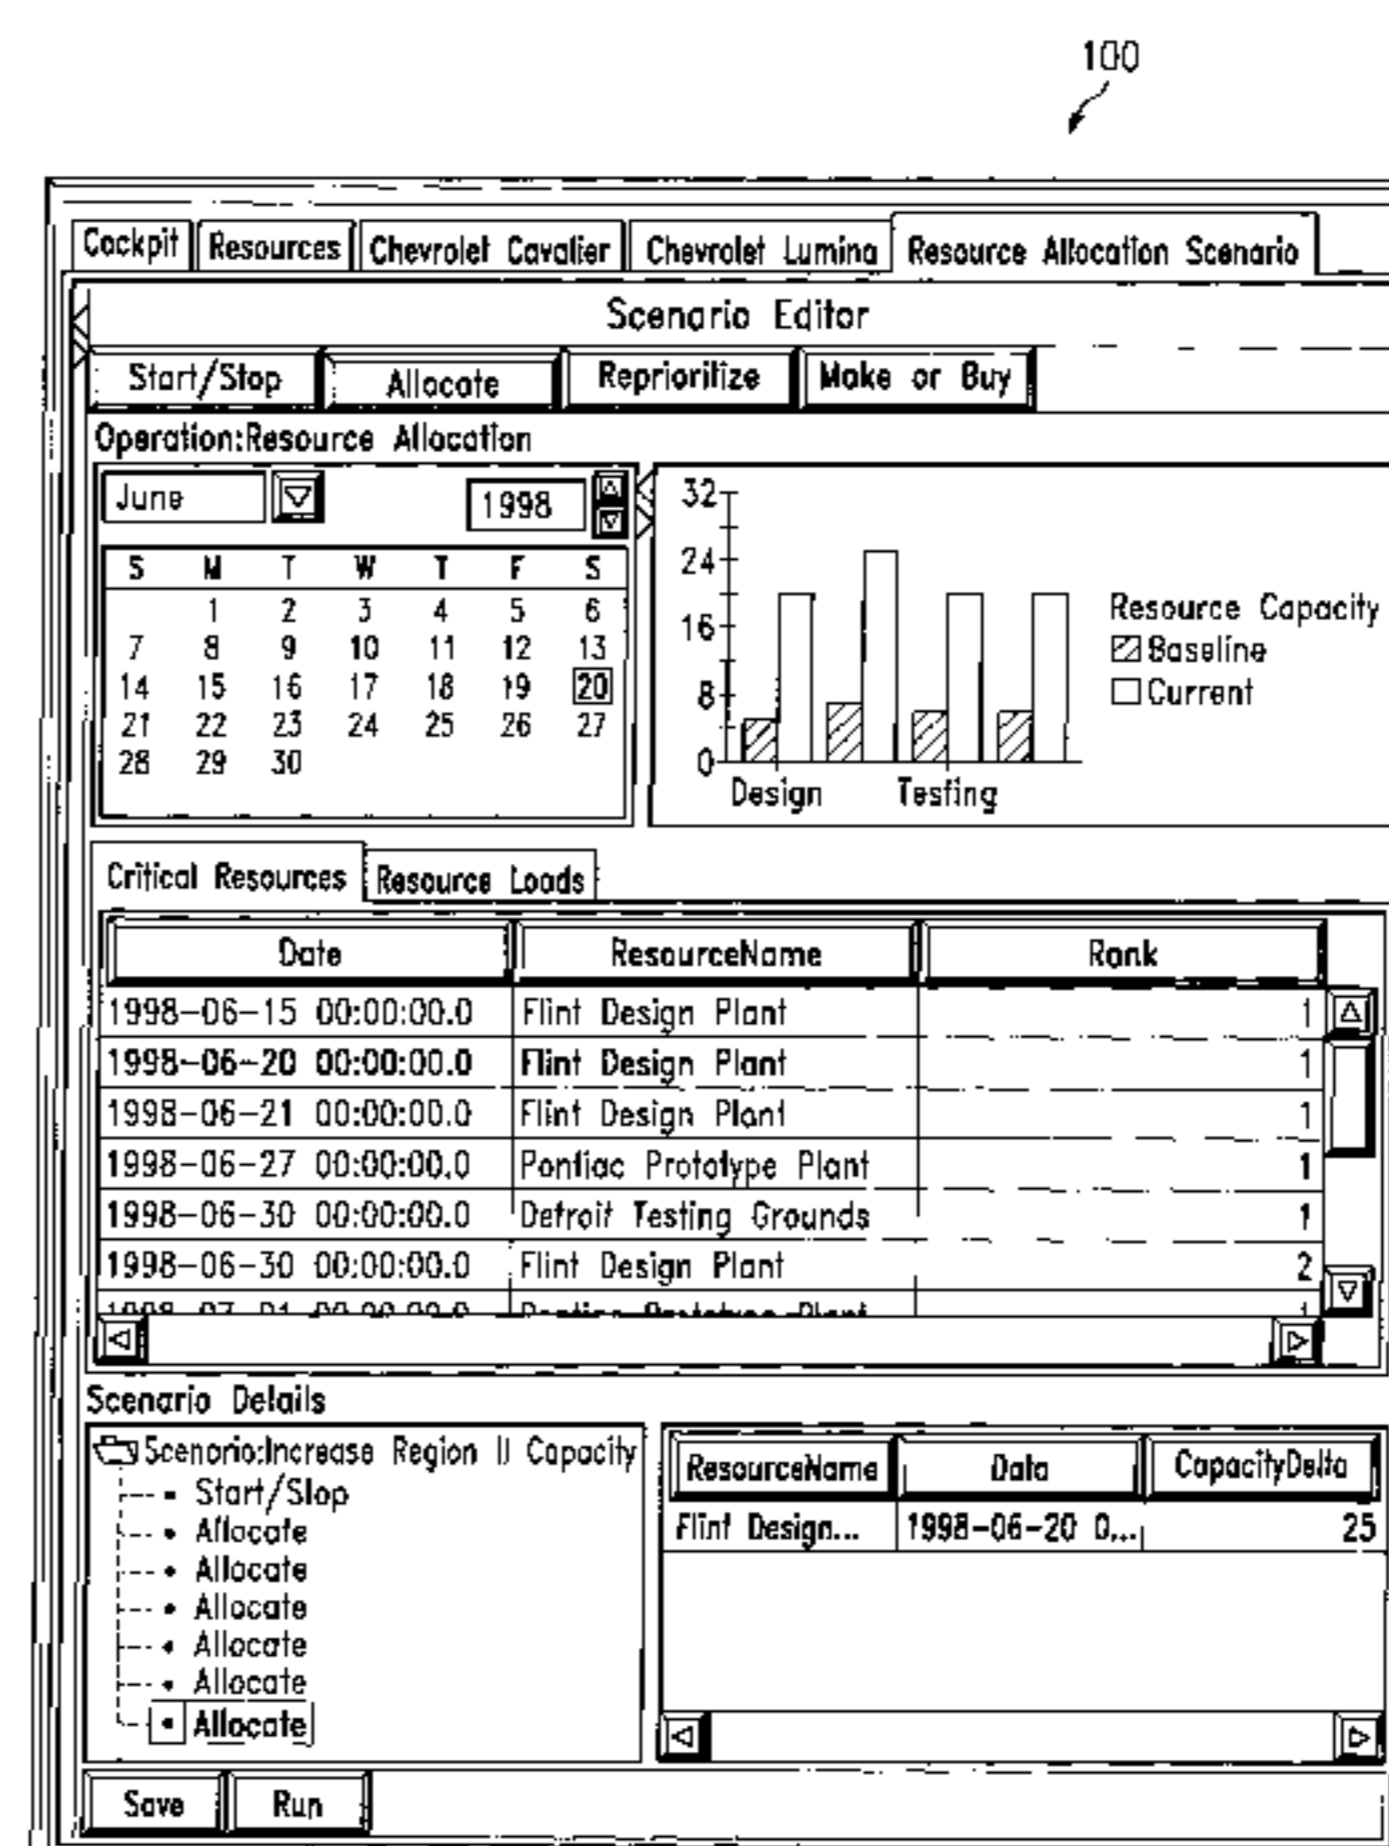 100
Cockpit Resources Chevrolet Cavalier Chevrolet Lumina Resource Allocation Scenario
Scenario Editor
Start/Stop Allocate Reprioritize Make or Buy
Operation:Resource Allocation
June 1998
S M T W T F S
1 2 3 4 5 6
7 8 9 10 11 12 13
14 15 16 17 18 19 20
21 22 23 24 25 26 27
28 29 30
32
24
16
8
0
Design Testing
Resource Capacity
Baseline
Current
Critical Resources Resource Loads
Date ResourceName Rank
1998-06-15 00:00:00.0 Flint Design Plant 1
1998-06-20 00:00:00.0 Flint Design Plant 1
1998-06-21 00:00:00.0 Flint Design Plant 1
1998-06-27 00:00:00.0 Pontiac Prototype Plant 1
1998-06-30 00:00:00.0 Detroit Testing Grounds 1
1998-06-30 00:00:00.0 Flint Design Plant 2
Scenario Details
Scenario:Increase Region II Capacity
Start/Stop
Allocate
Allocate
Allocate
Allocate
Allocate
Allocate
ResourceName Data CapacityDelta
Flint Design... 1998-06-20 0... 25
Save Run